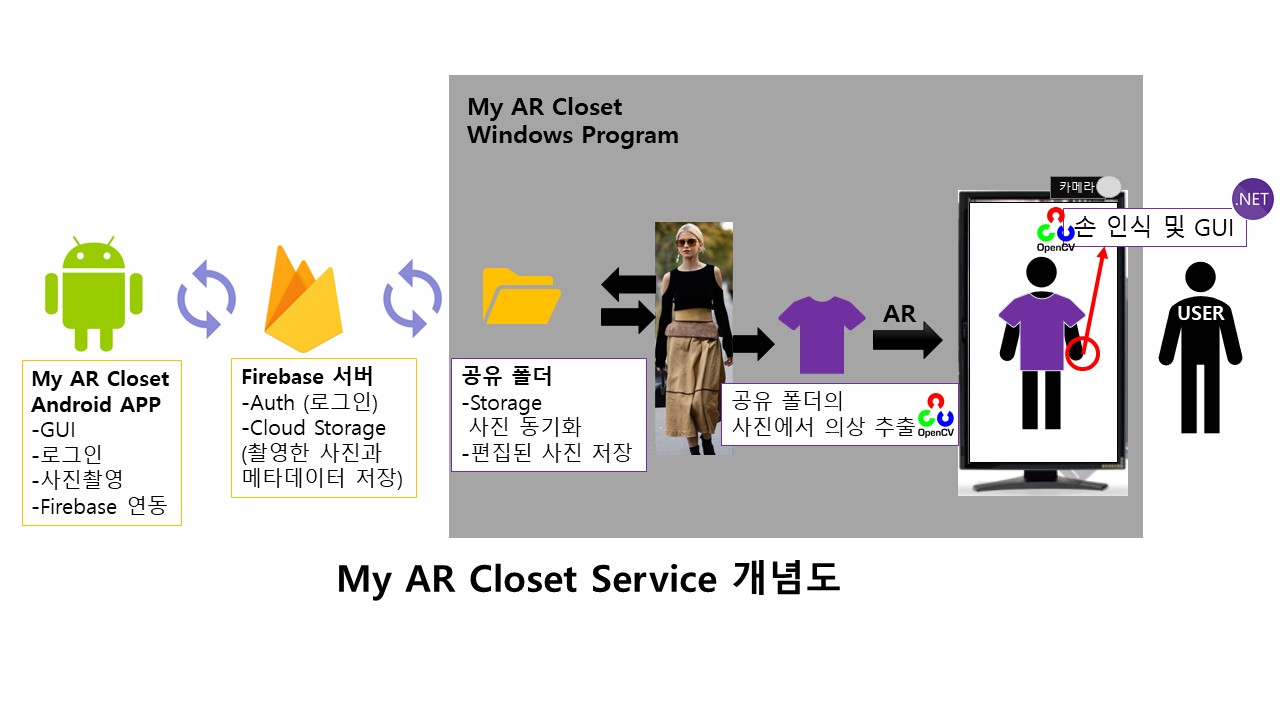 My AR Closet
Windows Program
카메라
.NET
손 인식 및 GUI
OpenCV
AR
USER
My AR Closet
Android APP
-GUI
-로그인
-사진촬영
-Firebase 연동
Firebase 서버
-Auth (로그인)
-Cloud Storage
(촬영한 사진과
메타데이터 저장)
공유 폴더
-Storage
사진 동기화
-편집된 사진 저장
공유 폴더의
사진에서 의상 추출
OpenCV
My AR Closet Service 개념도